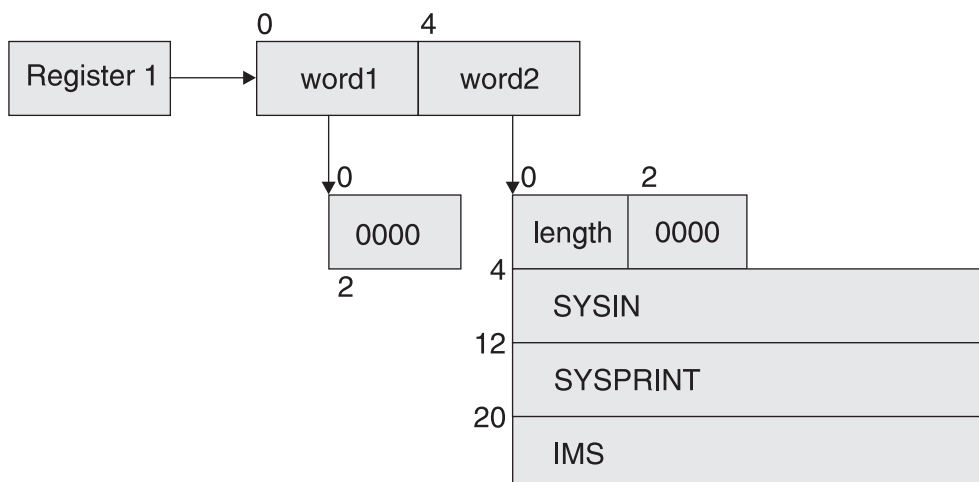 0 4
Register 1 word1 word2
0 0 2
0000 length 0000
2 4
SYSIN
12
SYSPRINT
20
IMS